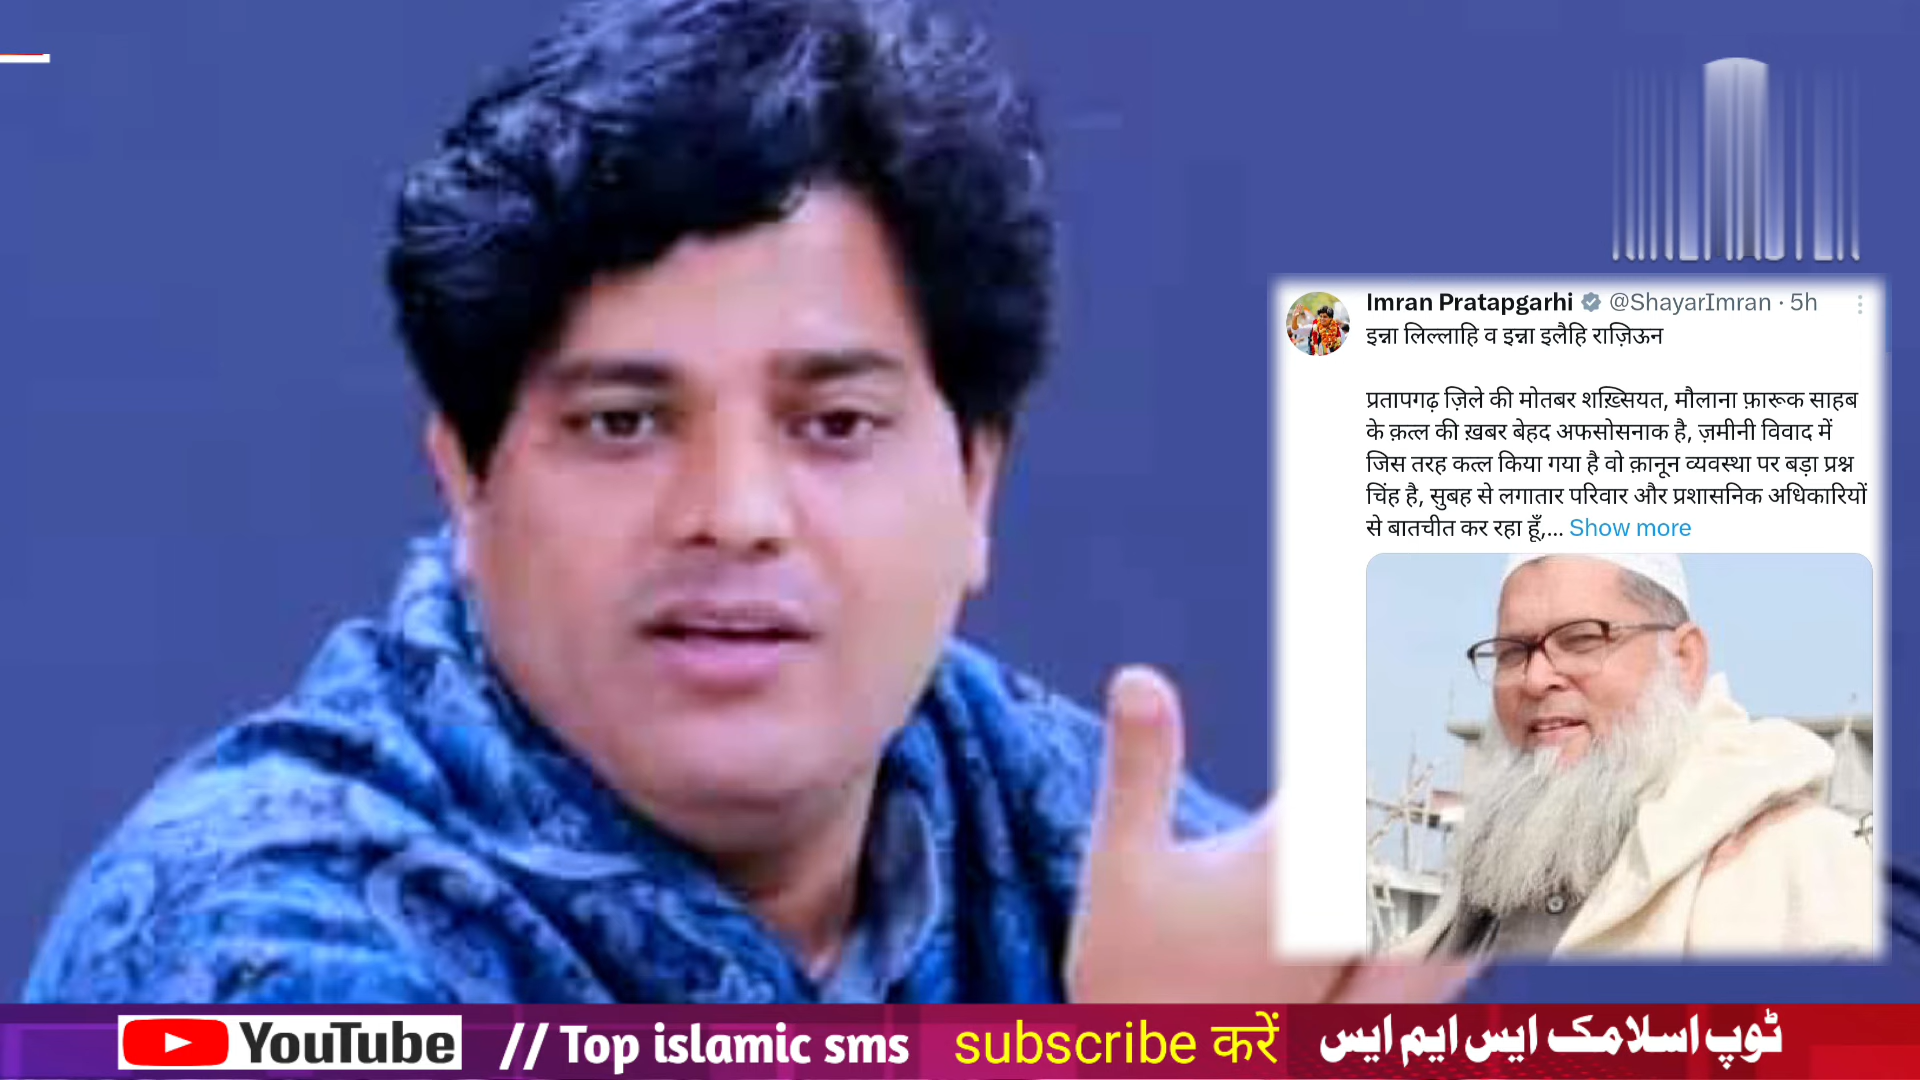 Imran Pratapgarhi @ShayarImran · 5h
इन्ना लिल्लाहि व इन्ना इलैहि राज़िऊन
प्रतापगढ़ ज़िले की मोतबर शख़्सियत, मौलाना फ़ारूक साहब
के क़त्ल की ख़बर बेहद अफसोसनाक है, ज़मीनी विवाद में
जिस तरह कत्ल किया गया है वो क़ानून व्यवस्था पर बड़ा प्रश्न
चिंह है, सुबह से लगातार परिवार और प्रशासनिक अधिकारियों
से बातचीत कर रहा हूँ,... Show more
YouTube // Top islamic sms subscribe करें ٹوپ اسلامک ایس ایم ایس